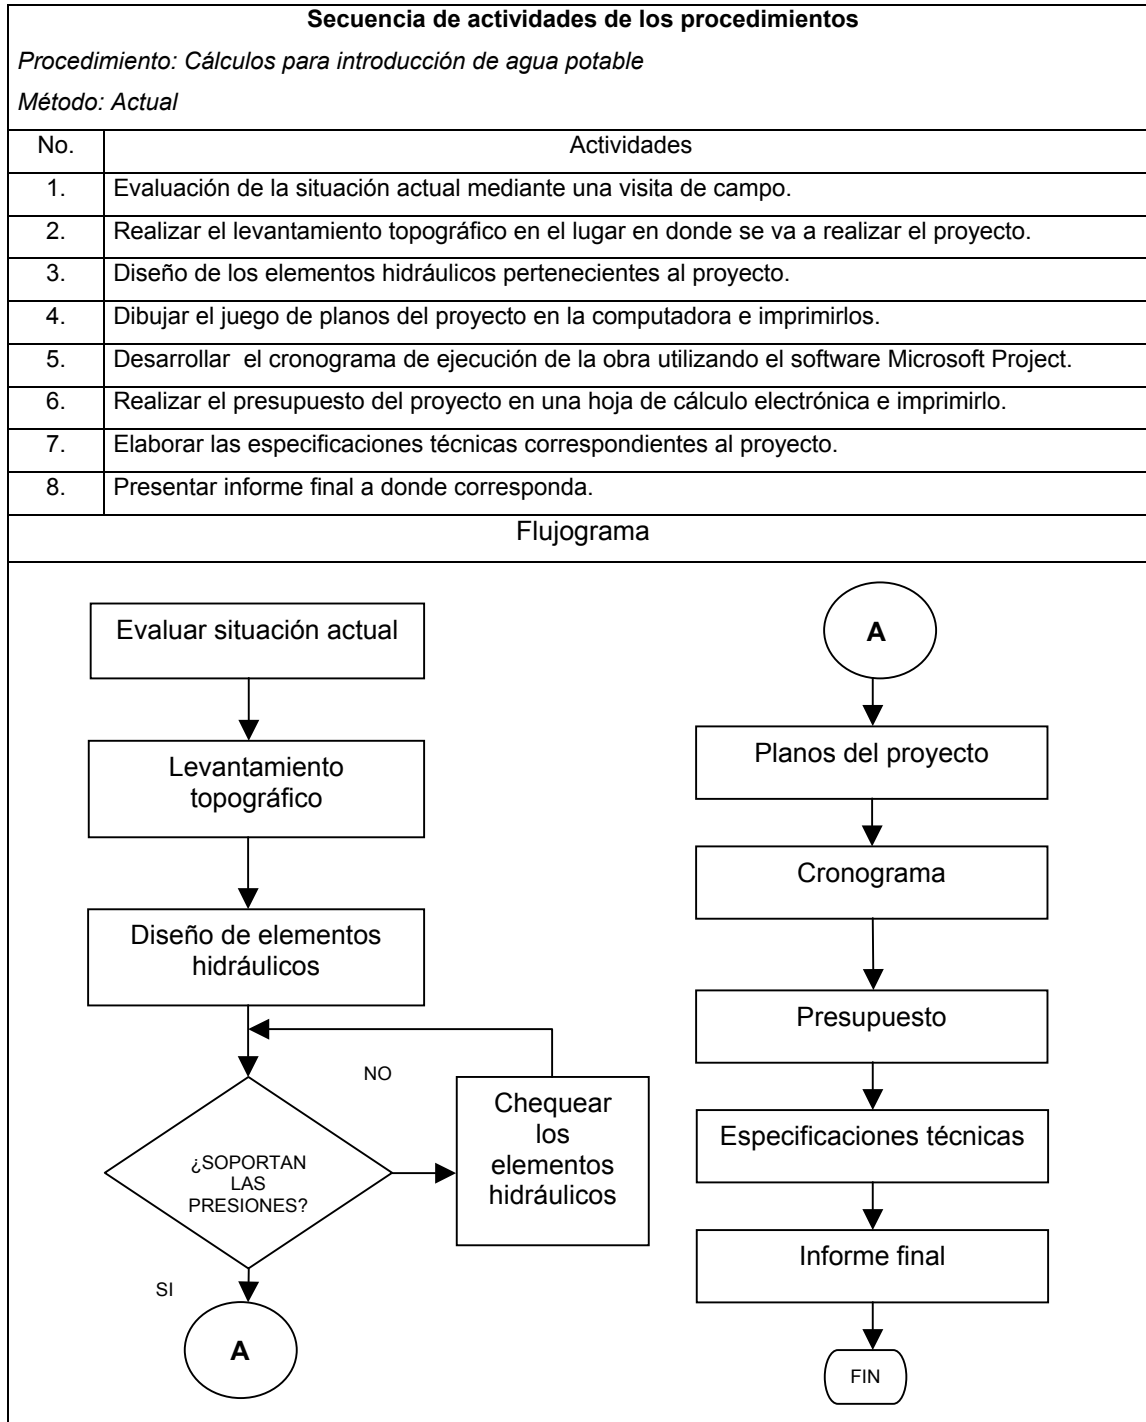 Secuencia de actividades de los procedimientos
Procedimiento: Cálculos para introducción de agua potable
Método: Actual
No. Actividades
1. Evaluación de la situación actual mediante una visita de campo.
2. Realizar el levantamiento topográfico en el lugar en donde se va a realizar el proyecto.
3. Diseño de los elementos hidráulicos pertenecientes al proyecto.
4. Dibujar el juego de planos del proyecto en la computadora e imprimirlos.
5. Desarrollar el cronograma de ejecución de la obra utilizando el software Microsoft Project.
6. Realizar el presupuesto del proyecto en una hoja de cálculo electrónica e imprimirlo.
7. Elaborar las especificaciones técnicas correspondientes al proyecto.
8. Presentar informe final a donde corresponda.
Flujograma
Evaluar situación actual
Levantamiento
topográfico
Diseño de elementos
hidráulicos
NO
¿SOPORTAN
LAS
PRESIONES?
Chequear
los
elementos
hidráulicos
SI
A
A
Planos del proyecto
Cronograma
Presupuesto
Especificaciones técnicas
Informe final
FIN